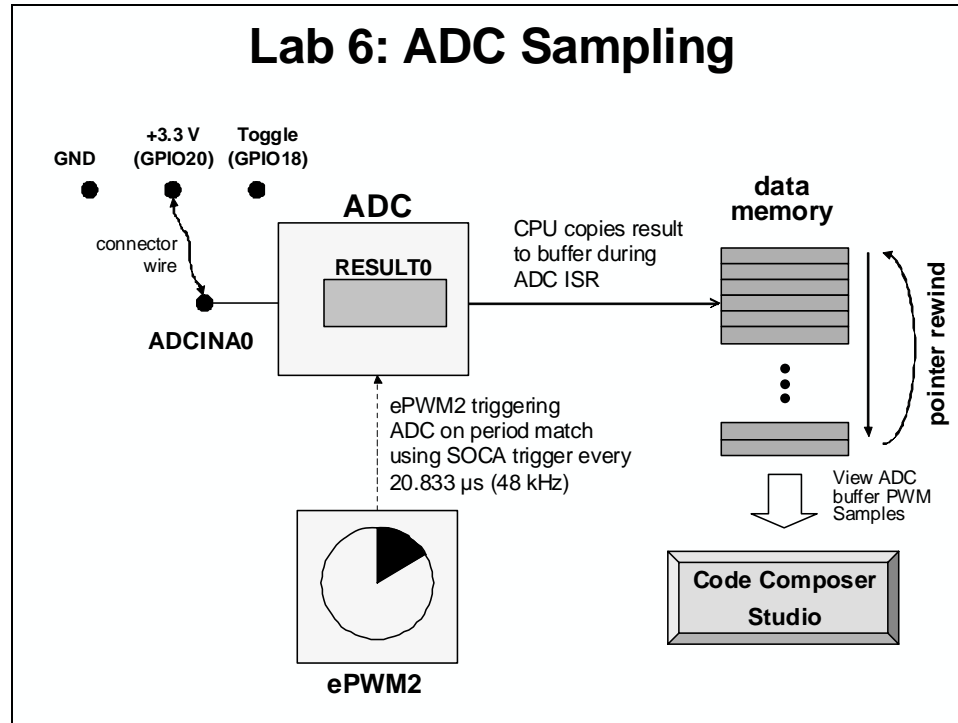 Lab 6: ADC Sampling
GND
+3.3 V
(GPIO20)
Toggle
(GPIO18)
connector
wire
ADCINA0
ADC
RESULT0
CPU copies result
to buffer during
ADC ISR
data
memory
pointer rewind
ePWM2 triggering
ADC on period match
using SOCA trigger every
20.833 µs (48 kHz)
ePWM2
View ADC
buffer PWM
Samples
Code Composer
Studio